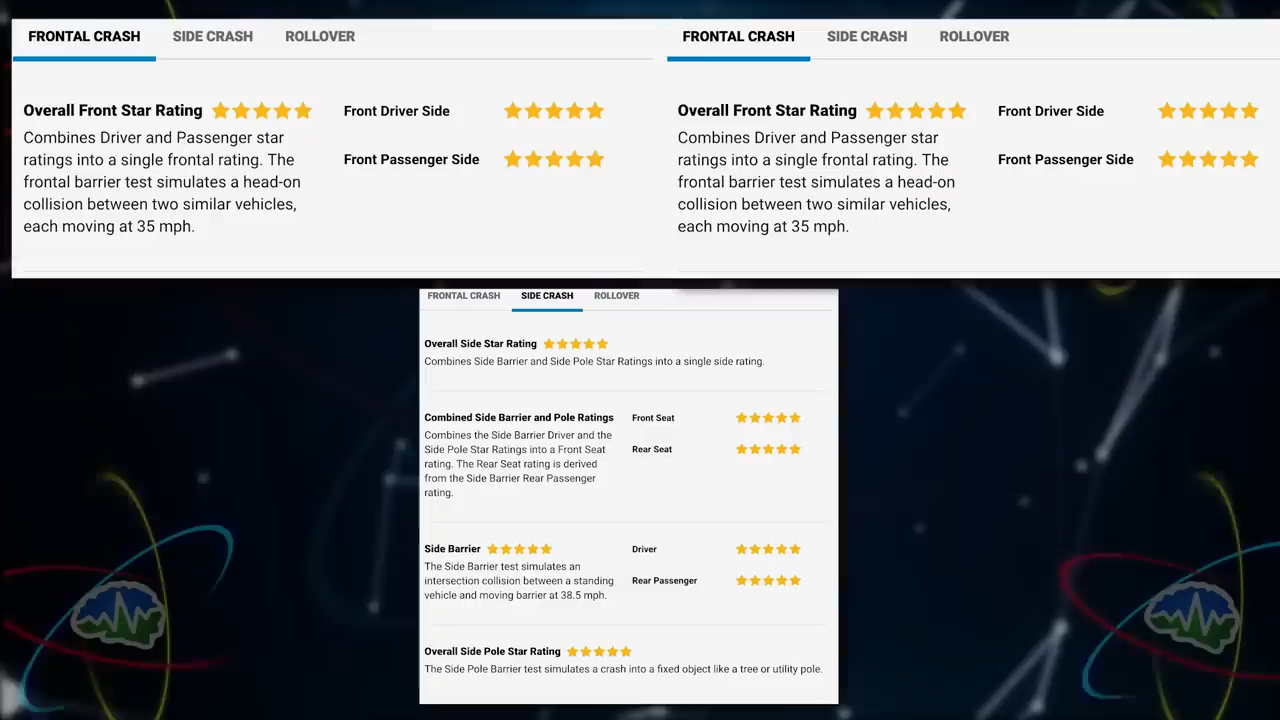 FRONTAL CRASH SIDE CRASH ROLLOVER
Overall Front Star Rating
Combines Driver and Passenger star
ratings into a single frontal rating. The
frontal barrier test simulates a head-on
collision between two similar vehicles,
each moving at 35 mph.
Front Driver Side
Front Passenger Side
FRONTAL CRASH SIDE CRASH ROLLOVER
Overall Front Star Rating
Combines Driver and Passenger star
ratings into a single frontal rating. The
frontal barrier test simulates a head-on
collision between two similar vehicles,
each moving at 35 mph.
Front Driver Side
Front Passenger Side
FRONTAL CRASH SIDE CRASH ROLLOVER
Overall Side Star Rating
Combines Side Barrier and Side Pole Star Ratings into a single side rating.
Combined Side Barrier and Pole Ratings
Combines the Side Barrier Driver and the
Side Pole Star Ratings into a Front Seat
rating. The Rear Seat rating is derived
from the Side Barrier Rear Passenger
rating.
Front Seat
Rear Seat
Side Barrier
The Side Barrier test simulates an
intersection collision between a standing
vehicle and moving barrier at 38.5 mph.
Driver
Rear Passenger
Overall Side Pole Star Rating
The Side Pole Barrier test simulates a crash into a fixed object like a tree or utility pole.